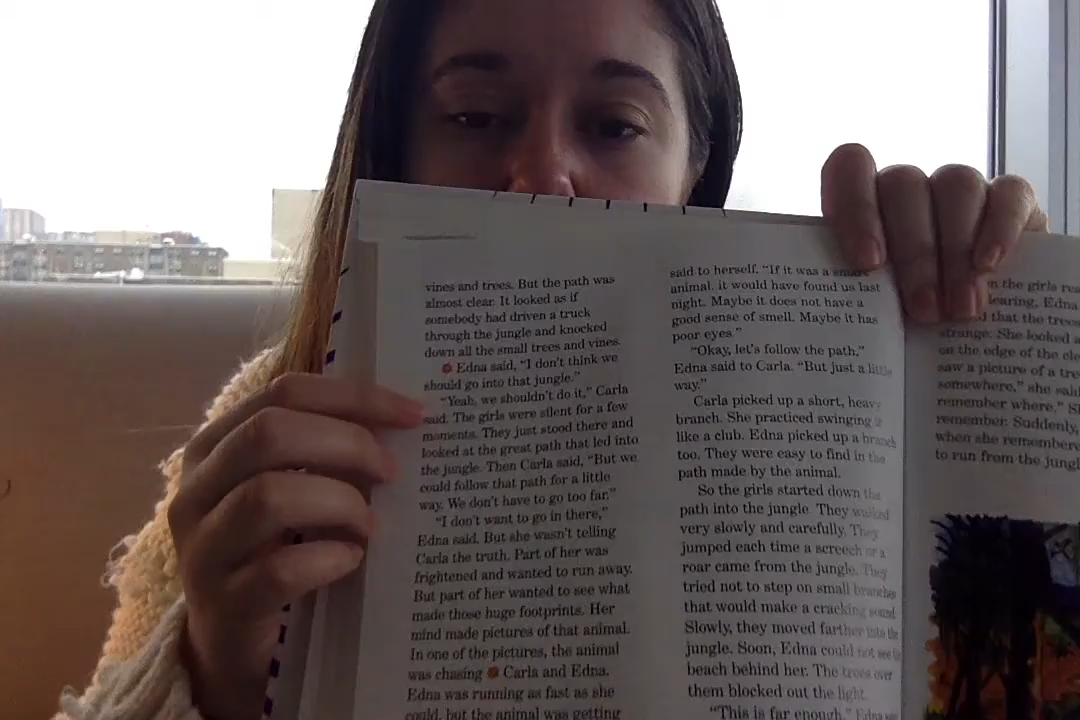 vines and trees. But the path was
almost clear. It looked as if
somebody had driven a truck
through the jungle and knocked
down all the small trees and vines.
Edna said, “I don’t think we
should go into that jungle.”
“Yeah, we shouldn’t do it,” Carla
said. The girls were silent for a few
moments. They just stood there and
looked at the great path that led into
the jungle. Then Carla said, “But we
could follow that path for a little
way. We don’t have to go too far.”
“I don’t want to go in there,”
Edna said. But she wasn’t telling
Carla the truth. Part of her was
frightened and wanted to run away.
But part of her wanted to see what
made those huge footprints. Her
mind made pictures of that animal.
In one of the pictures, the animal
was chasing Carla and Edna.
Edna was running as fast as she
could, but the animal was getting
said to herself. “If it was a smart
animal, it would have found us last
night. Maybe it does not have a
good sense of smell. Maybe it has
poor eyes.”
“Okay, let’s follow the path,”
Edna said to Carla. “But just a little
way.”
Carla picked up a short, heavy
branch. She practiced swinging it
like a club. Edna picked up a branch
too. They were easy to find in the
path made by the animal.
So the girls started down the
path into the jungle. They walked
very slowly and carefully. They
jumped each time a screech or a
roar came from the jungle. They
tried not to step on small branches
that would make a cracking sound.
Slowly, they moved farther into the
jungle. Soon, Edna could not see the
beach behind her. The trees over
them blocked out the light.
“This is far enough,” Edna
the girls
learing, Edna
that the trees
strange. She looked
on the edge of the
saw a picture of a
somewhere,” she
remember where.”
remember. Suddenly,
when she
to run from the